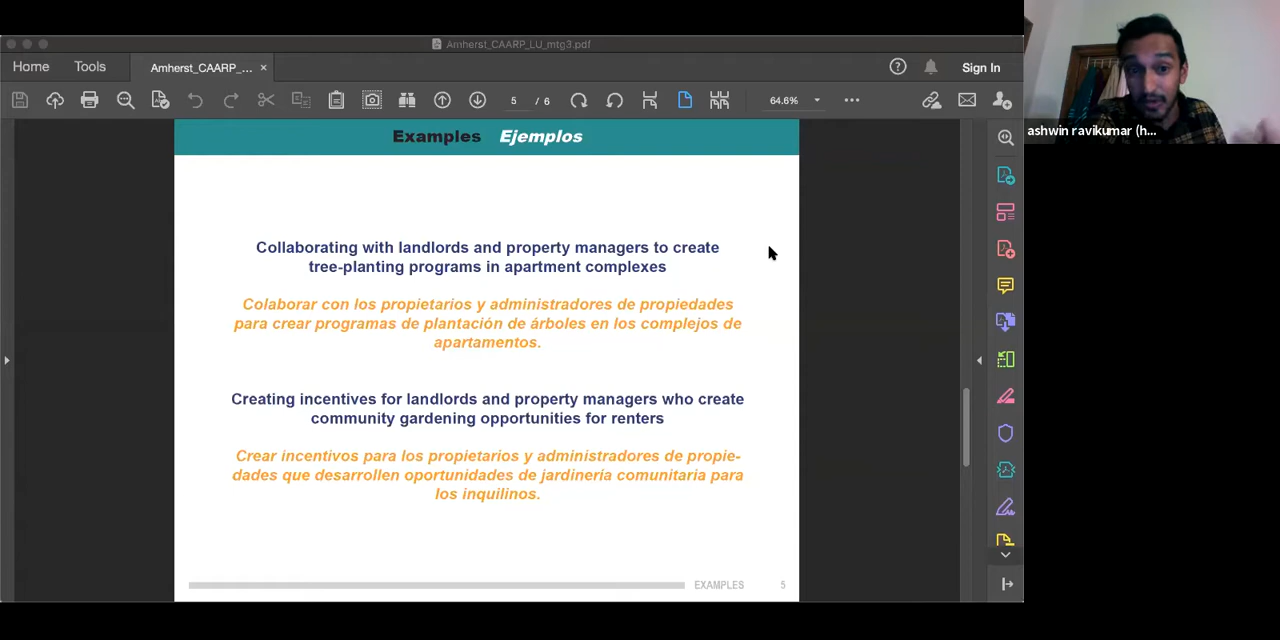 Amherst_CAARP_LU_mtg3.pdf
Home Tools Amherst_CAARP_... × Sign In
5 / 6 64.6%
ashwin ravikumar (h...
Examples Ejemplos
Collaborating with landlords and property managers to create
tree-planting programs in apartment complexes
Colaborar con los propietarios y administradores de propiedades
para crear programas de plantación de árboles en los complejos de
apartamentos.
Creating incentives for landlords and property managers who create
community gardening opportunities for renters
Crear incentivos para los propietarios y administradores de propie-
dades que desarrollen oportunidades de jardinería comunitaria para
los inquilinos.
EXAMPLES 5